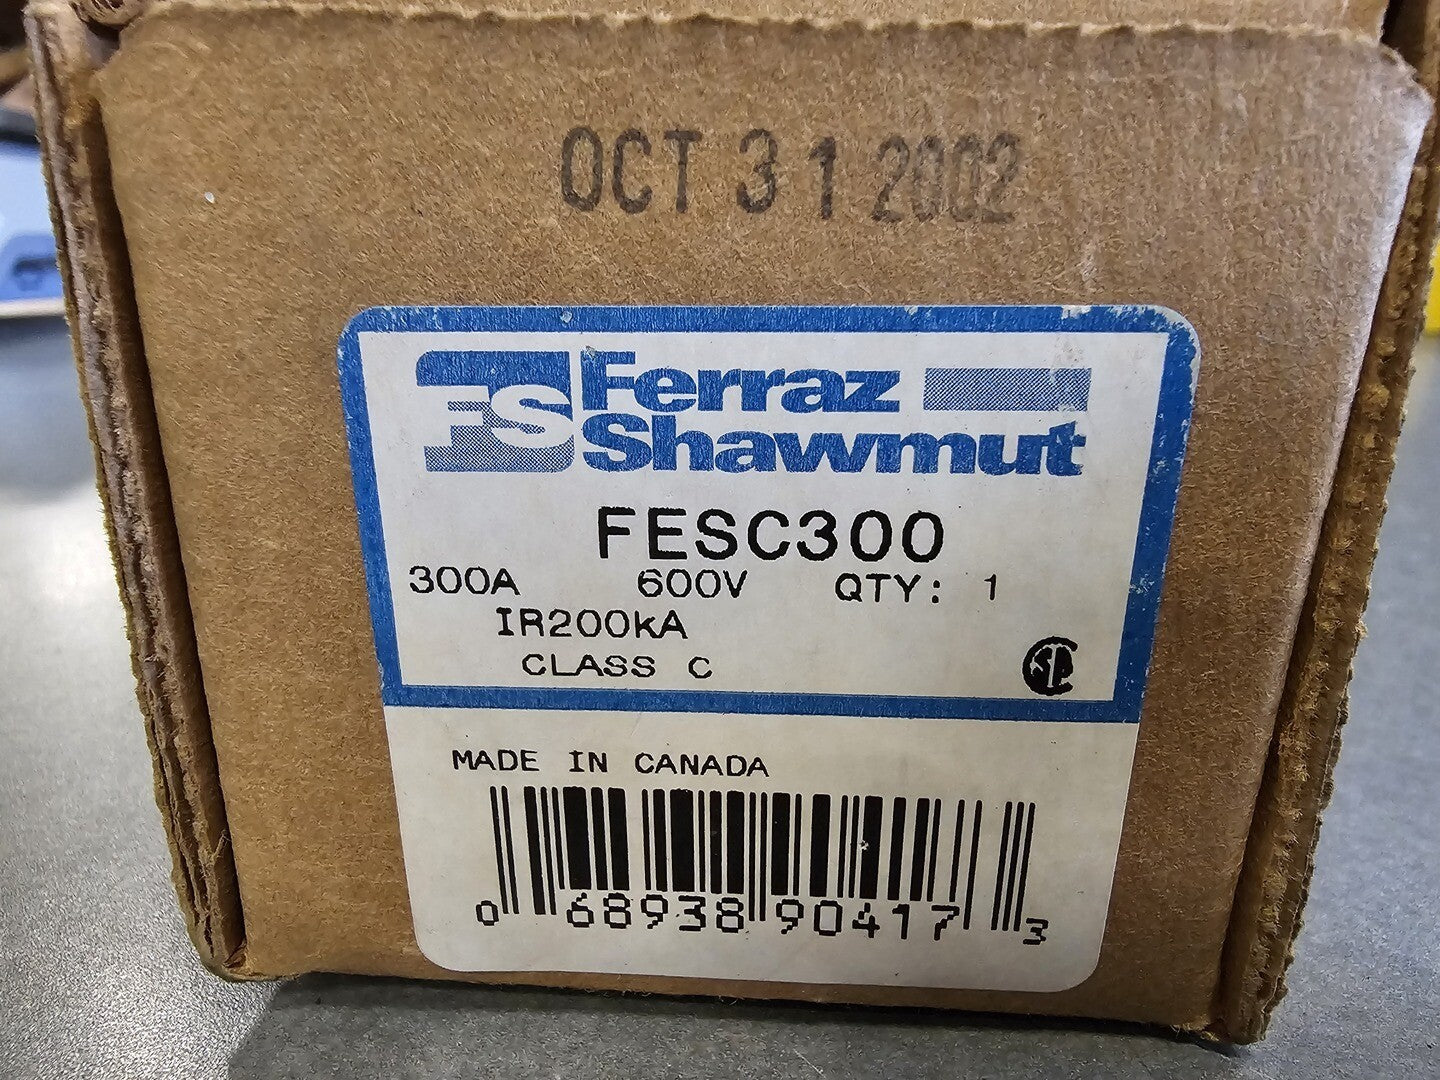 OCT 31 2002
FS Ferraz
Shawmut
FESC300
300A 600V QTY: 1
IR200kA
CLASS C
MADE IN CANADA
0 68938 90417 3